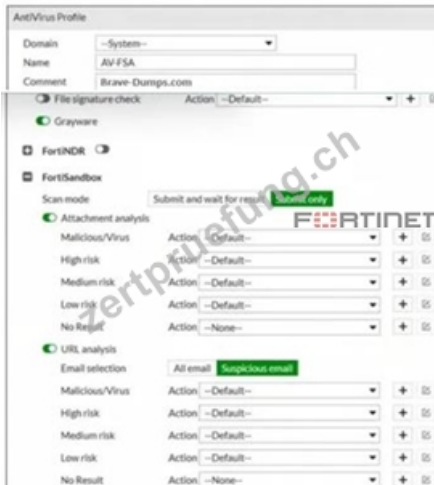 AntiVirus Profile
Domain --System--
Name AV-FSA
Comment Brave-Dumps.com
File signature check Action --Default--
Grayware
FortiNDR
FortiSandbox
Scan mode Submit and wait for result Submit only
FORTINET
Attachment analysis
Malicious/Virus Action --Default--
High risk Action --Default--
Medium risk Action --Default--
Low risk Action --Default--
No Result Action --None--
URL analysis
Email selection All email Suspicious email
Malicious/Virus Action --Default--
High risk Action --Default--
Medium risk Action --Default--
Low risk Action --Default--
No Result Action --None--
zertpruefung.ch